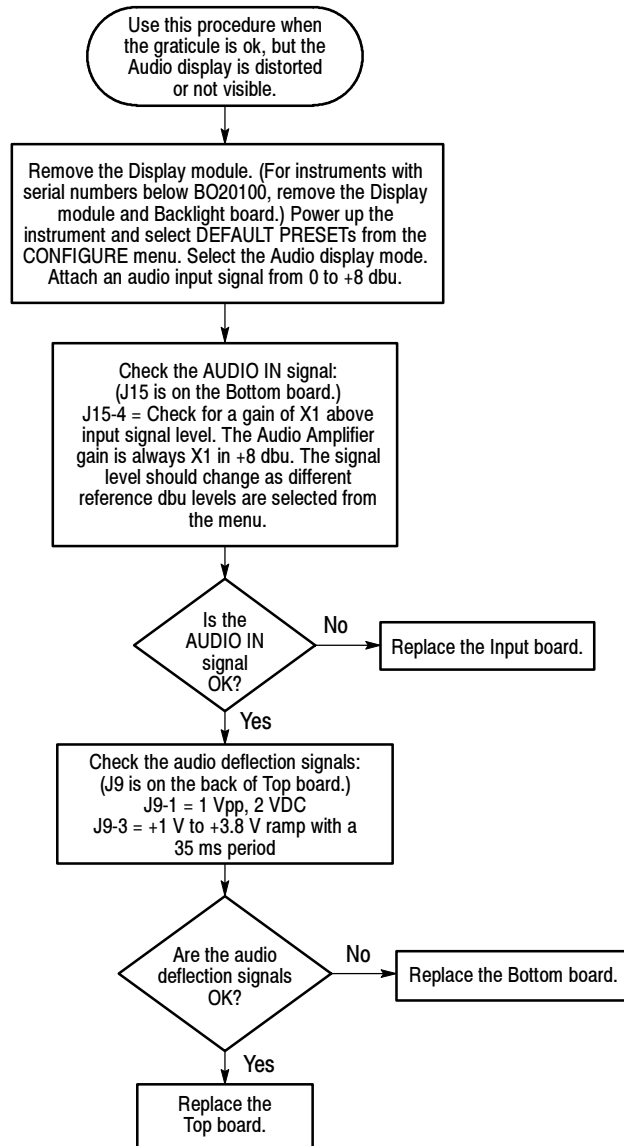 Use this procedure when
the graticule is ok, but the
Audio display is distorted
or not visible.
Remove the Display module. (For instruments with
serial numbers below BO20100, remove the Display
module and Backlight board.) Power up the
instrument and select DEFAULT PRESETs from the
CONFIGURE menu. Select the Audio display mode.
Attach an audio input signal from 0 to +8 dbu.
Check the AUDIO IN signal:
(J15 is on the Bottom board.)
J15-4 = Check for a gain of X1 above
input signal level. The Audio Amplifier
gain is always X1 in +8 dbu. The signal
level should change as different
reference dbu levels are selected from
the menu.
Is the
AUDIO IN
signal
OK?
No
Replace the Input board.
Yes
Check the audio deflection signals:
(J9 is on the back of Top board.)
J9-1 = 1 Vpp, 2 VDC
J9-3 = +1 V to +3.8 V ramp with a
35 ms period
Are the audio
deflection signals
OK?
No
Replace the Bottom board.
Yes
Replace the
Top board.